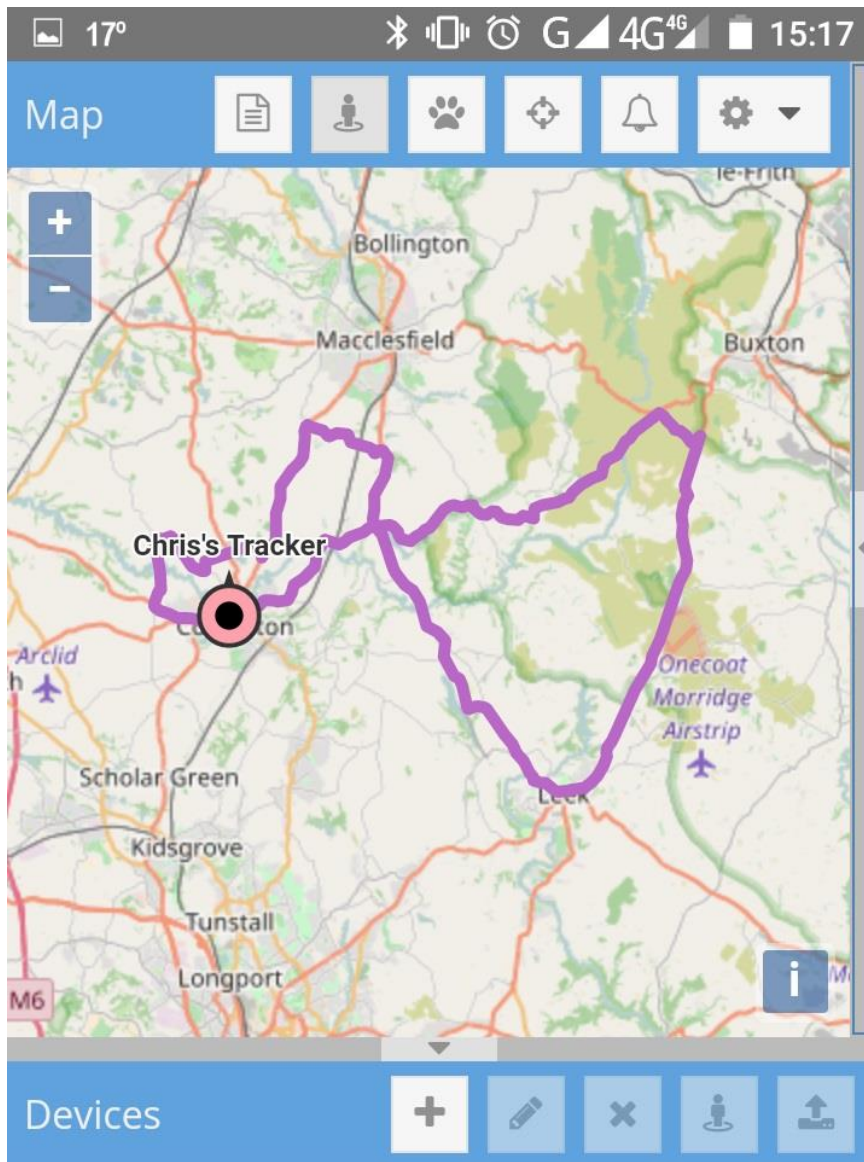 17° G 4G 4G 15:17
Map
le-Frith
+
Bollington
−
Macclesfield
Buxton
Chris's Tracker
ton
Arclid
h
Onecoat
Morridge
Airstrip
Scholar Green
Leek
Kidsgrove
Tunstall
Longport
i
M6
Devices